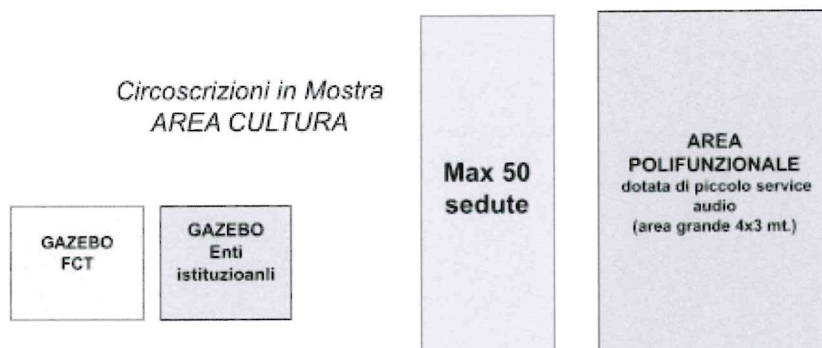 Circoscrizioni in Mostra
AREA CULTURA
GAZEBO
FCT
GAZEBO
Enti
istituzioanli
Max 50
sedute
AREA
POLIFUNZIONALE
dotata di piccolo service
audio
(area grande 4x3 mt.)